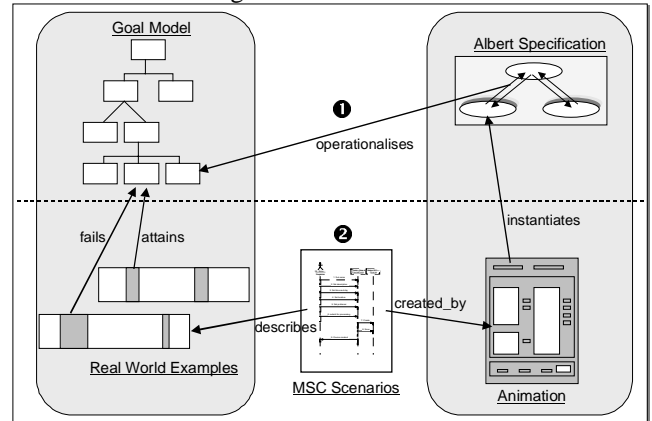 Goal Model
Albert Specification
❶
operationalises
fails
attains
❷
instantiates
describes
created_by
Real World Examples
MSC Scenarios
Animation